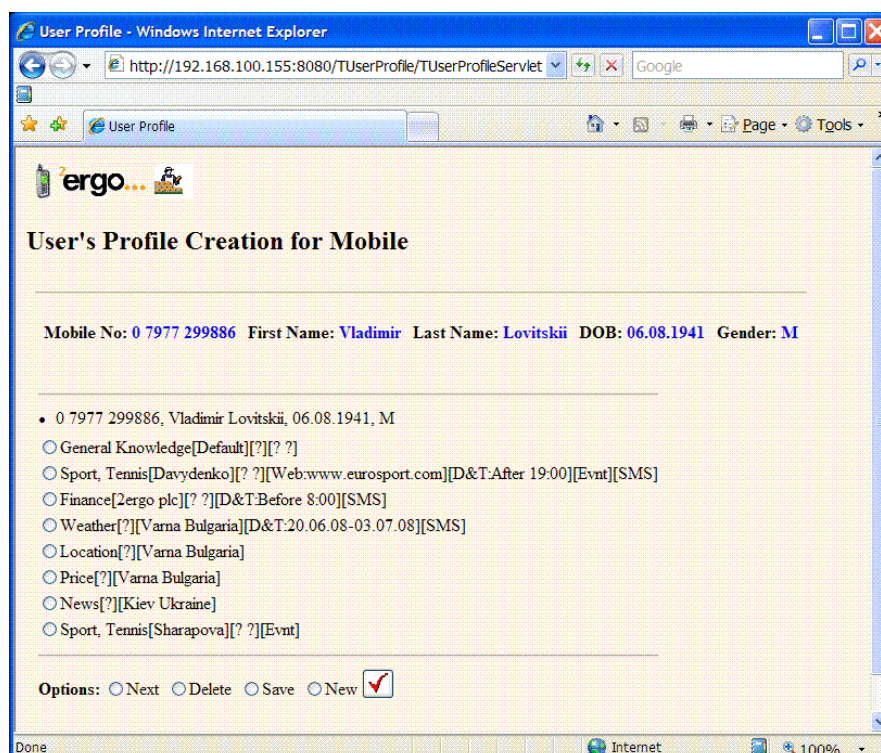 User Profile - Windows Internet Explorer
http://192.168.100.155:8080/TUserProfile/TUserProfileServlet Google
User Profile Page Tools
2ergo...
User's Profile Creation for Mobile
Mobile No: 0 7977 299886 First Name: Vladimir Last Name: Lovitskii DOB: 06.08.1941 Gender: M
• 0 7977 299886, Vladimir Lovitskii, 06.08.1941, M
General Knowledge[Default][?][? ?]
Sport, Tennis[Davydenko][? ?][Web:www.eurosport.com][D&T:After 19:00][Evnt][SMS]
Finance[2ergo plc][? ?][D&T:Before 8:00][SMS]
Weather[?][Varna Bulgaria][D&T:20.06.08-03.07.08][SMS]
Location[?][Varna Bulgaria]
Price[?][Varna Bulgaria]
News[?][Kiev Ukraine]
Sport, Tennis[Sharapova][? ?][Evnt]
Options: Next Delete Save New
Done Internet 100%